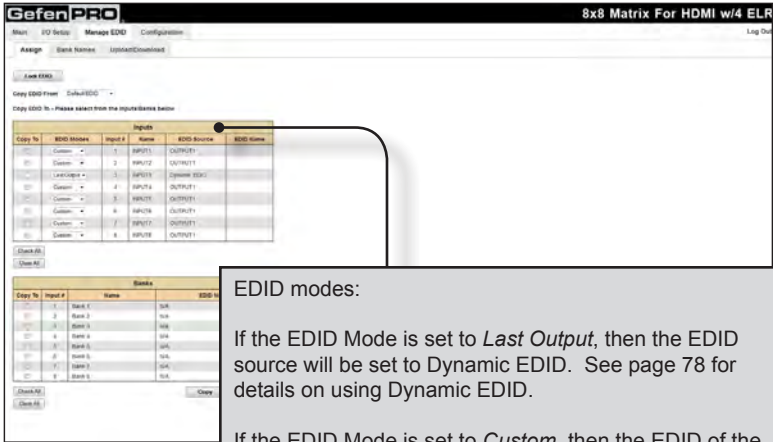 GefenPRO
8x8 Matrix For HDMI w/4 ELR
Main I/O Setup Manage EDID Configuration Log Out
Assign Bank Names Upload/Download
Lock EDID
Copy EDID From Default EDID
Copy EDID To - Please select from the Inputs/Banks below
Inputs
Copy To EDID Modes Input # Name EDID Source EDID Name
Custom 1 INPUT1 OUTPUT1
Custom 2 INPUT2 OUTPUT1
Last Output 3 INPUT3 Dynamic EDID
Custom 4 INPUT4 OUTPUT1
Custom 5 INPUT5 OUTPUT1
Custom 6 INPUT6 OUTPUT1
Custom 7 INPUT7 OUTPUT1
Custom 8 INPUT8 OUTPUT1
Check All
Clear All
Banks
Copy To Input # Name EDID
1 Bank 1 N/A
2 Bank 2 N/A
3 Bank 3 N/A
4 Bank 4 N/A
5 Bank 5 N/A
6 Bank 6 N/A
7 Bank 7 N/A
8 Bank 8 N/A
Check All Copy
Clear All
EDID modes:
If the EDID Mode is set to Last Output, then the EDID
source will be set to Dynamic EDID. See page 78 for
details on using Dynamic EDID.
If the EDID Mode is set to Custom, then the EDID of the